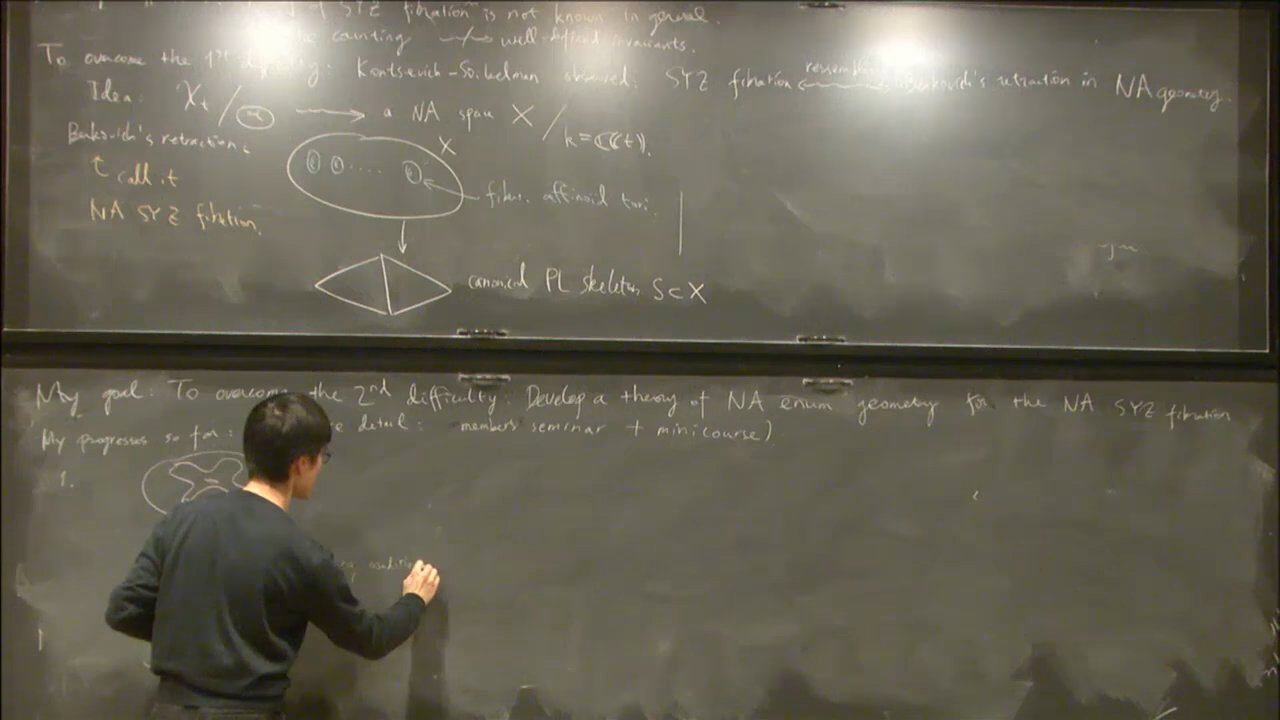 of SYZ fibration is not known in general.
counting well-defined invariants.
To overcome the 1st difficulty: Kontsevich-Soibelman observed: SYZ fibration resembles Berkovich's retraction in NA geometry.
Idea: X_t / → a NA space X / k = ℂ((t)).
Berkovich's retraction:
X
↑ call it
fibers: affinoid tori.
NA SYZ fibration.
canonical PL skeleton S ⊂ X
My goal: To overcome the 2nd difficulty: Develop a theory of NA enum geometry for the NA SYZ fibration
My progresses so far: detail: members' seminar + minicourse)
1.